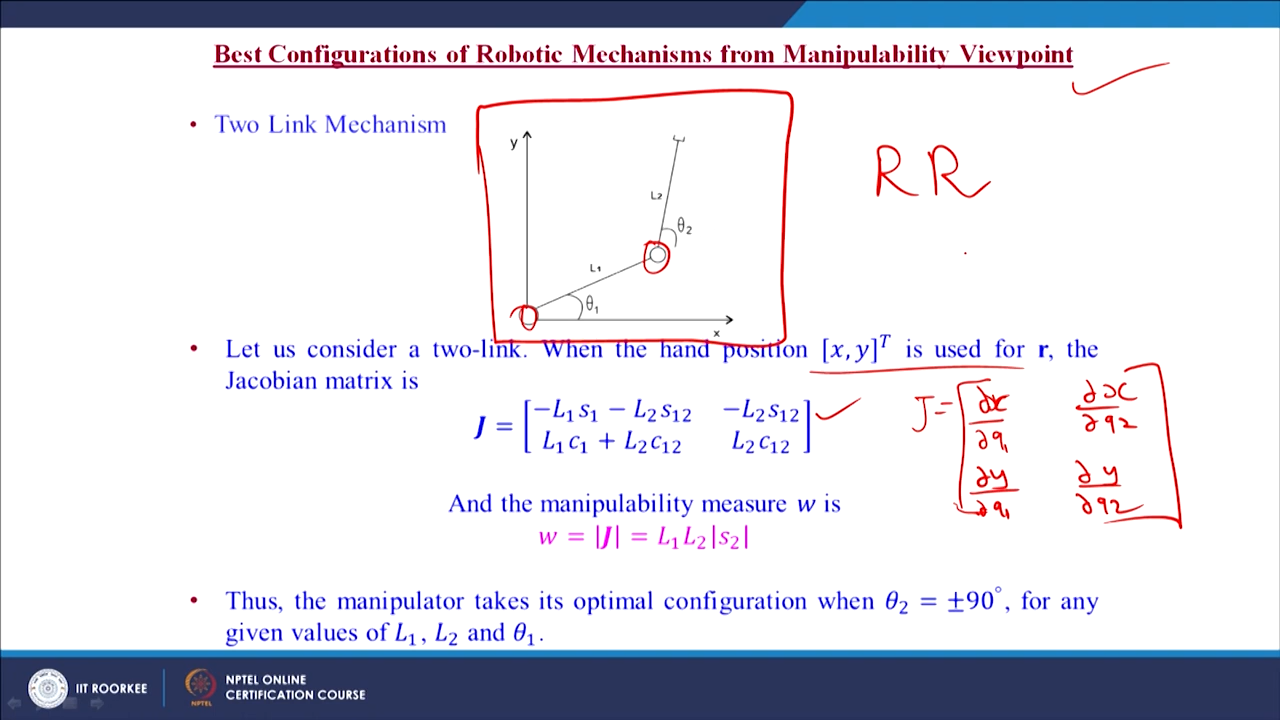 Best Configurations of Robotic Mechanisms from Manipulability Viewpoint
• Two Link Mechanism
y
L2
θ2
L1
θ1
x
R R
• Let us consider a two-link. When the hand position [x, y]^T is used for r, the
Jacobian matrix is
J = [−L₁s₁ − L₂s₁₂ −L₂s₁₂
L₁c₁ + L₂c₁₂ L₂c₁₂]
J = [∂x/∂q₁ ∂x/∂q2
∂y/∂q₁ ∂y/∂q2]
And the manipulability measure w is
w = |J| = L₁L₂|s₂|
• Thus, the manipulator takes its optimal configuration when θ₂ = ±90°, for any
given values of L₁, L₂ and θ₁.
IIT ROORKEE
NPTEL
NPTEL ONLINE
CERTIFICATION COURSE